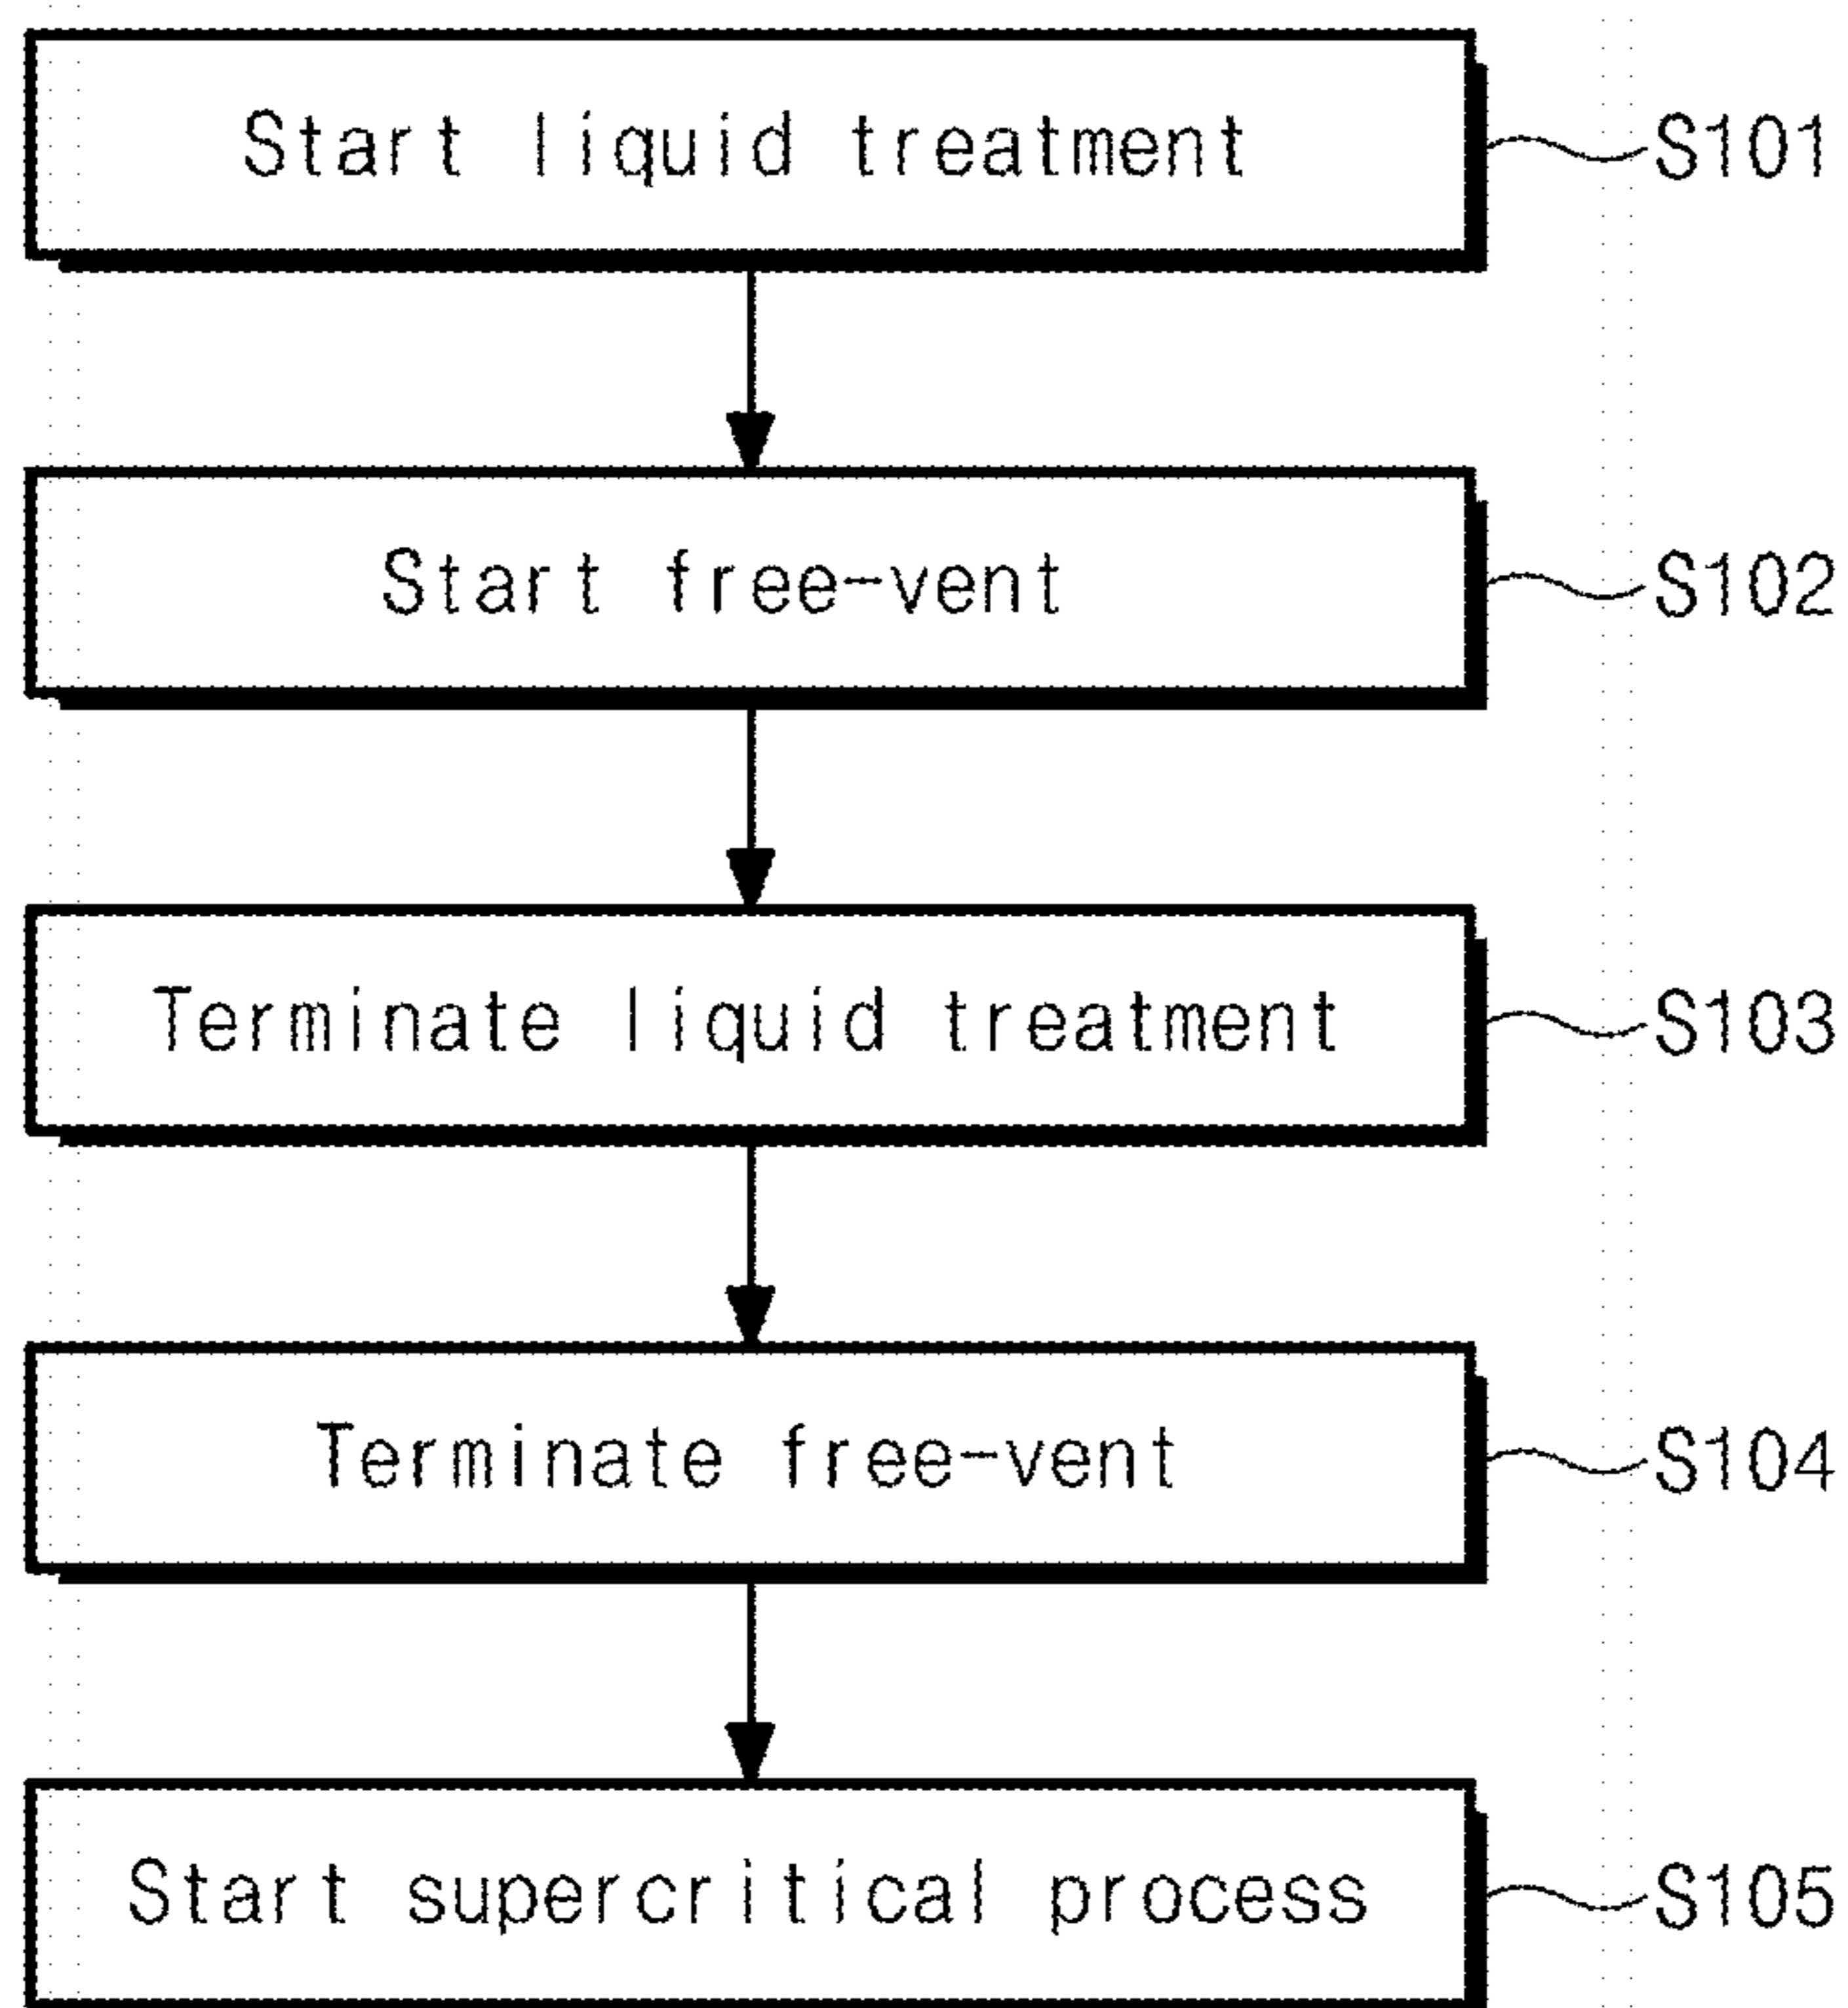 Start liquid treatment S101
Start free-vent S102
Terminate liquid treatment S103
Terminate free-vent S104
Start supercritical process S105